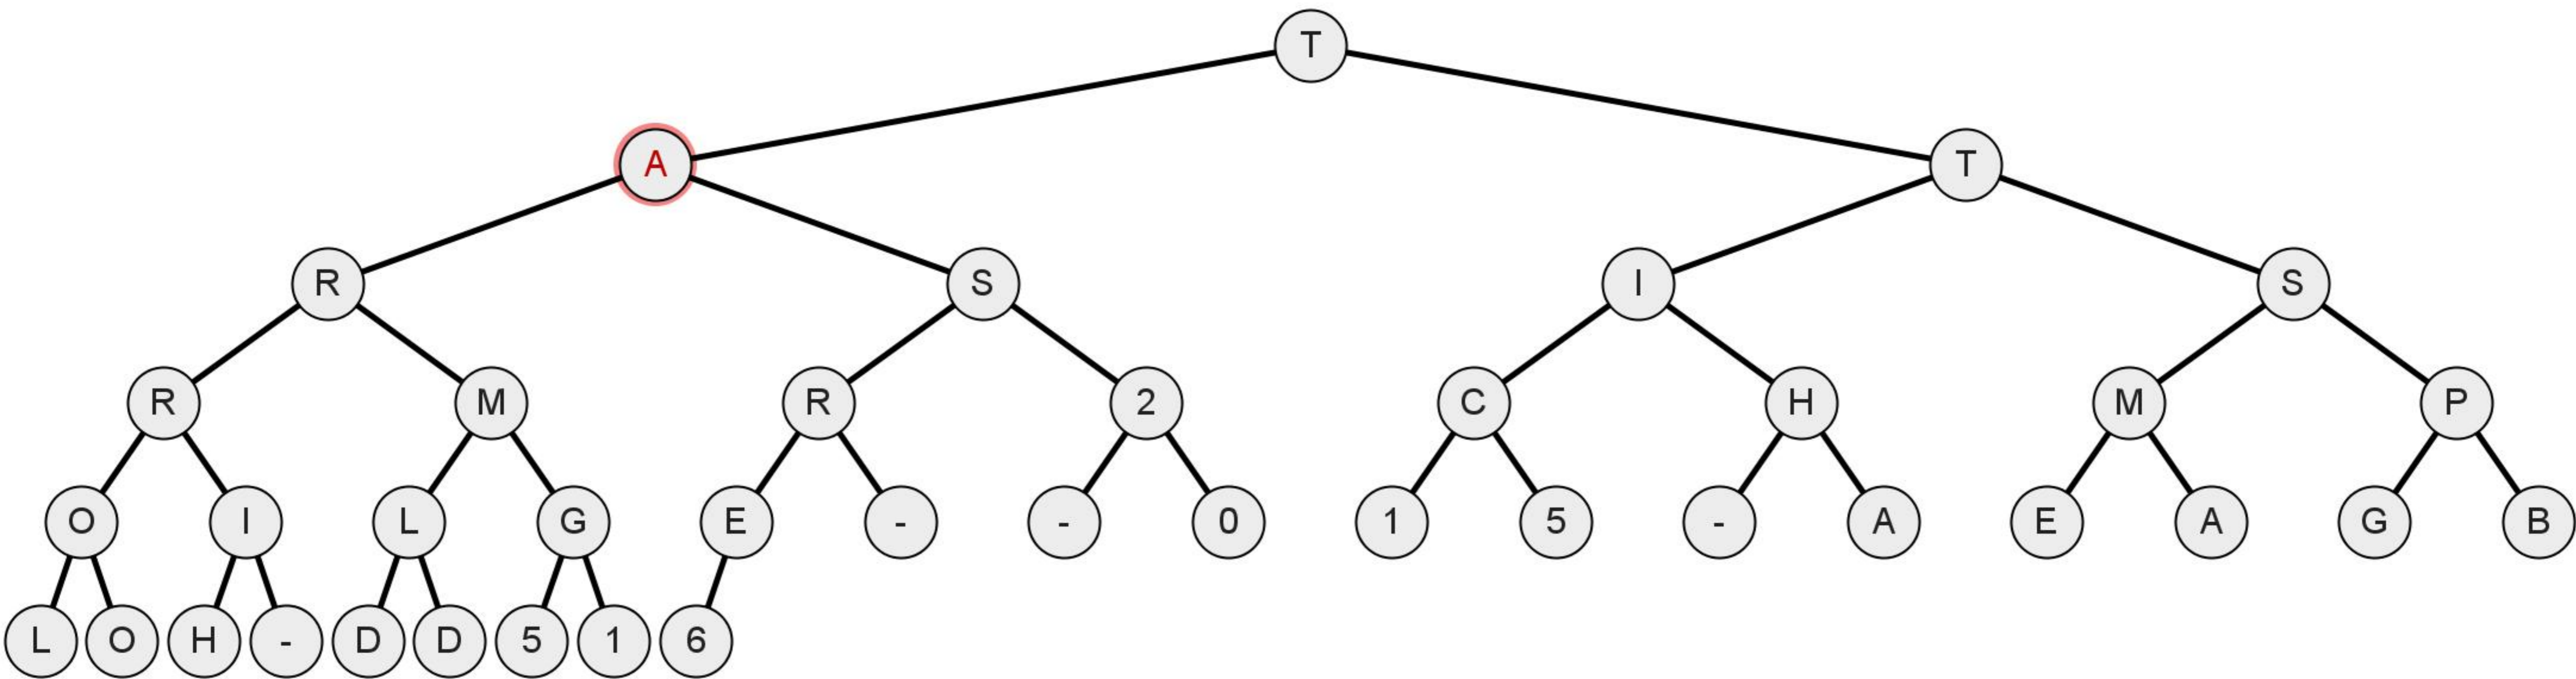 T
A T
R S I S
R M R 2 C H M P
O I L G E - - 0 1 5 - A E A G B
L O H - D D 5 1 6